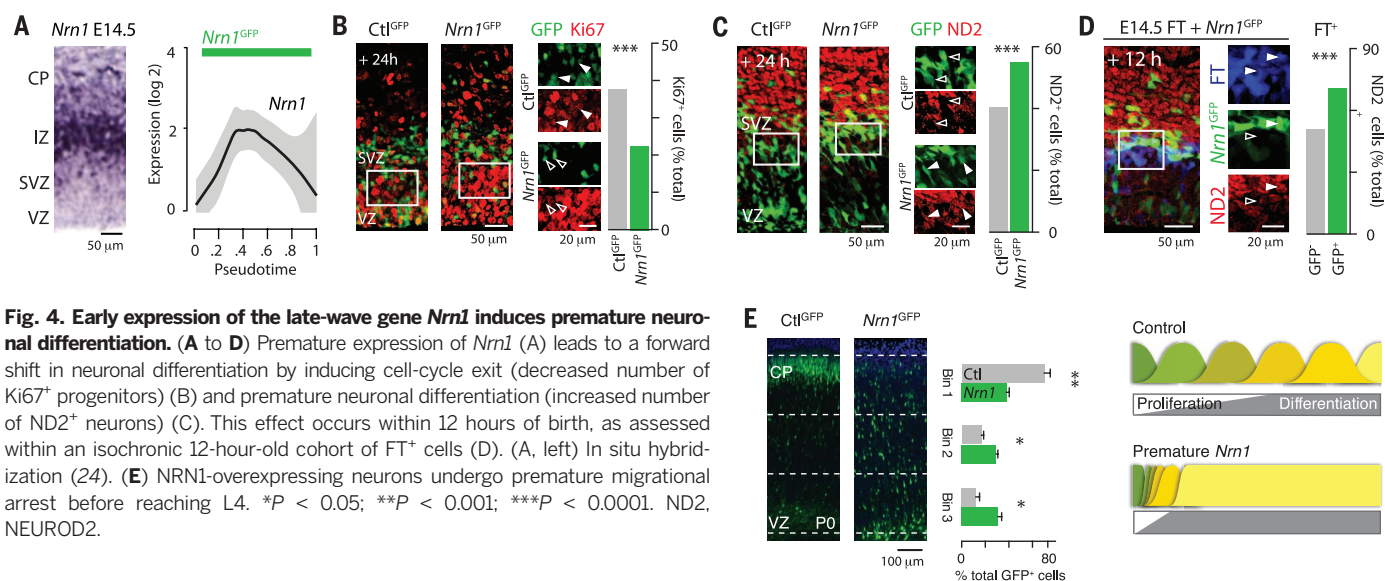 A
Nrn1 E14.5
CP
IZ
SVZ
VZ
50 µm
Nrn1GFP
Expression (log 2)
4
2
0
Nrn1
0 .2 .4 .6 .8 1
Pseudotime
B
CtlGFP Nrn1GFP
+ 24h
SVZ
VZ
50 µm
GFP Ki67
CtlGFP
Nrn1GFP
20 µm
***
50
0
Ki67+ cells (% total)
CtlGFP
Nrn1GFP
C
CtlGFP Nrn1GFP
+ 24 h
SVZ
VZ
50 µm
GFP ND2
CtlGFP
Nrn1GFP
20 µm
***
60
0
ND2+ cells (% total)
CtlGFP
Nrn1GFP
D
E14.5 FT + Nrn1GFP
+ 12 h
50 µm
FT
Nrn1GFP
ND2
20 µm
FT+
***
90
0
ND2+ cells (% total)
GFP-
GFP+
Fig. 4. Early expression of the late-wave gene Nrn1 induces premature neuro-
nal differentiation. (A to D) Premature expression of Nrn1 (A) leads to a forward
shift in neuronal differentiation by inducing cell-cycle exit (decreased number of
Ki67+ progenitors) (B) and premature neuronal differentiation (increased number
of ND2+ neurons) (C). This effect occurs within 12 hours of birth, as assessed
within an isochronic 12-hour-old cohort of FT+ cells (D). (A, left) In situ hybrid-
ization (24). (E) NRN1-overexpressing neurons undergo premature migrational
arrest before reaching L4. *P < 0.05; **P < 0.001; ***P < 0.0001. ND2,
NEUROD2.
E
CtlGFP Nrn1GFP
CP
VZ P0
100 µm
Bin 1
Ctl
Nrn1
**
Bin 2
*
Bin 3
*
0 80
% total GFP+ cells
Control
Proliferation Differentiation
Premature Nrn1